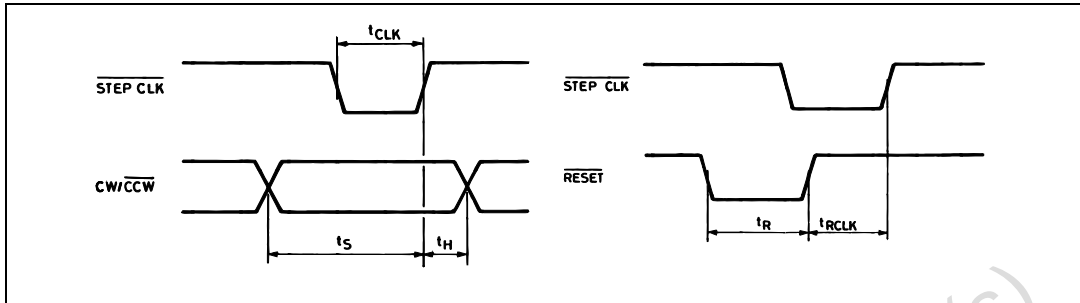 tCLK
STEP CLK
CW/CCW
tS
tH
STEP CLK
RESET
tR
tRCLK